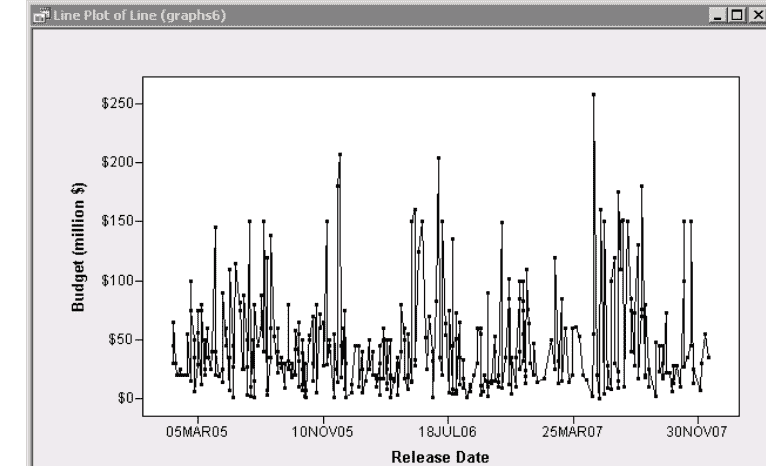 Line Plot of Line (graphs6)
$250
$200
$150
$100
$50
$0
Budget (million $)
05MAR05 10NOV05 18JUL06 25MAR07 30NOV07
Release Date